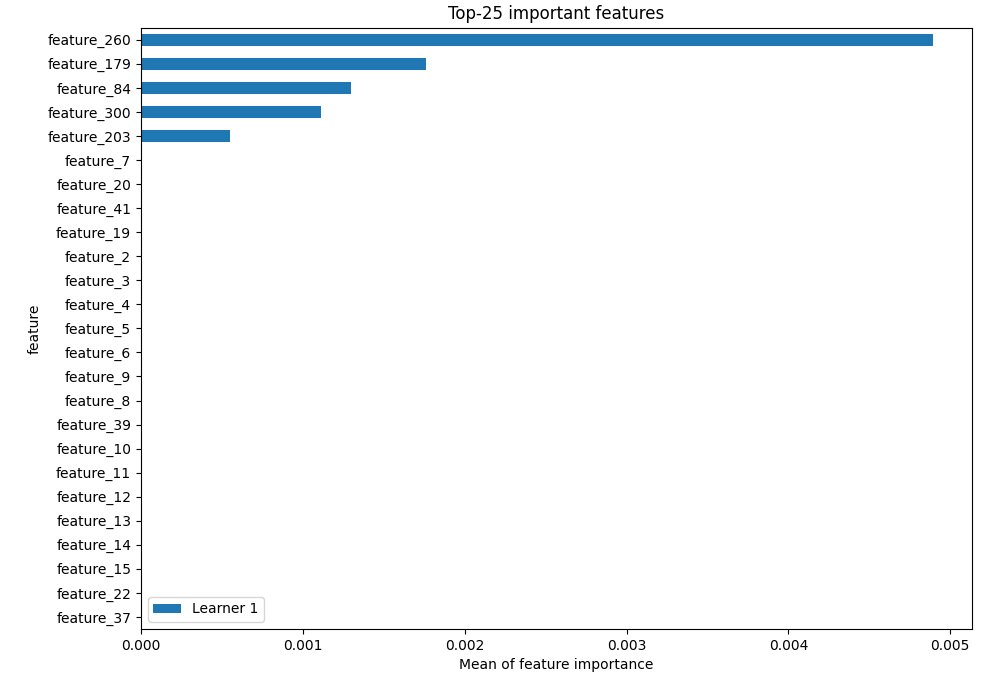 Top-25 important features
feature_260
feature_179
feature_84
feature_300
feature_203
feature_7
feature_20
feature_41
feature_19
feature_2
feature_3
feature_4
feature_5
feature_6
feature_9
feature_8
feature_39
feature_10
feature_11
feature_12
feature_13
feature_14
feature_15
feature_22
feature_37
feature
Learner 1
0.000 0.001 0.002 0.003 0.004 0.005
Mean of feature importance